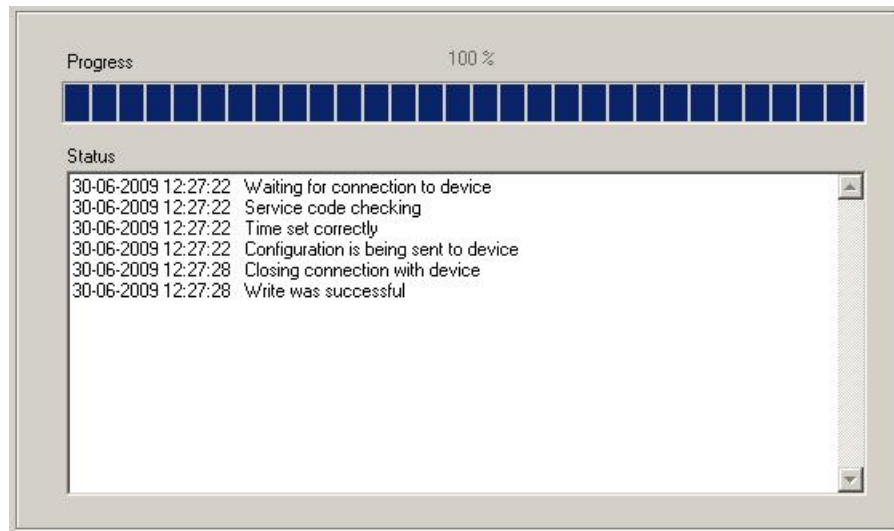 Progress 100 %
Status
30-06-2009 12:27:22 Waiting for connection to device
30-06-2009 12:27:22 Service code checking
30-06-2009 12:27:22 Time set correctly
30-06-2009 12:27:22 Configuration is being sent to device
30-06-2009 12:27:28 Closing connection with device
30-06-2009 12:27:28 Write was successful